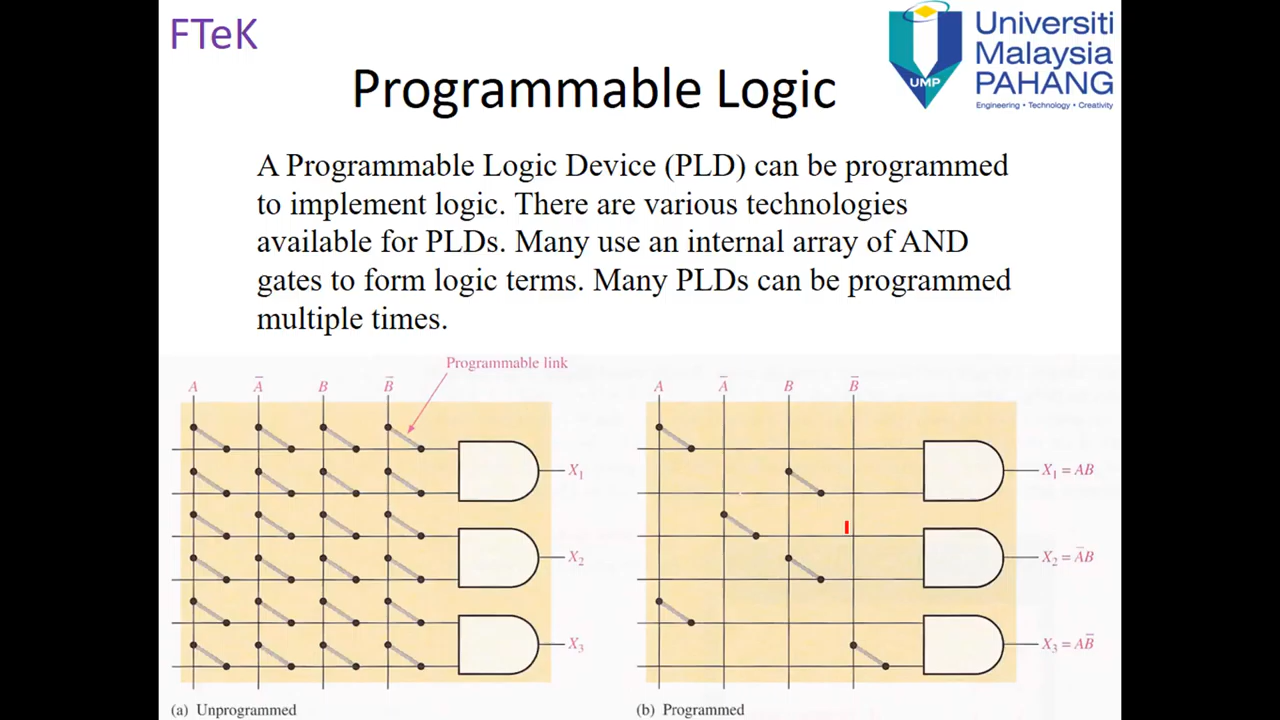 FTeK
Universiti
Malaysia
PAHANG
Engineering • Technology • Creativity
UMP
Programmable Logic
A Programmable Logic Device (PLD) can be programmed
to implement logic. There are various technologies
available for PLDs. Many use an internal array of AND
gates to form logic terms. Many PLDs can be programmed
multiple times.
Programmable link
A A̅ B B̅
X₁
X₂
X₃
(a) Unprogrammed
A A̅ B B̅
X₁ = AB
X₂ = A̅B
X₃ = AB̅
(b) Programmed